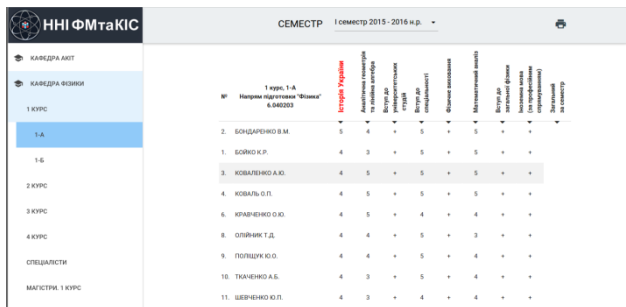 ННІ ФМтаКІС
СЕМЕСТР І семестр 2015 - 2016 н.р.
КАФЕДРА АКІТ
КАФЕДРА ФІЗИКИ
1 КУРС
1-А
1-Б
2 КУРС
3 КУРС
4 КУРС
СПЕЦІАЛІСТИ
МАГІСТРИ, 1 КУРС
№
1 курс, 1-А
Напрям підготовки "Фізика"
6.040203
Історія України
Аналітична геометрія
та лінійна алгебра
Вступ до
університетських
студій
Вступ до
спеціальності
Фізичне виховання
Математичний аналіз
Вступ до
загальної фізики
Іноземна мова
(за професійним
спрямуванням)
Загальний
за семестр
2. БОНДАРЕНКО В.М. 5 4 + 5 + 5 + +
1. БОЙКО К.Р. 4 3 + 5 + 5 + +
3. КОВАЛЕНКО А.Ю. 4 5 + 5 + 5 + +
4. КОВАЛЬ О.П. 4 5 + 5 + 5 + +
6. КРАВЧЕНКО О.Ю. 4 5 + 4 + 4 + +
8. ОЛІЙНИК Т.Д. 4 4 + 5 + 3 + +
9. ПОЛІЩУК Ю.О. 4 4 + 5 + 4 + +
10. ТКАЧЕНКО А.Б. 4 3 + 5 + 4 + +
11. ШЕВЧЕНКО Ю.П. 4 3 + 4 + 4 + +